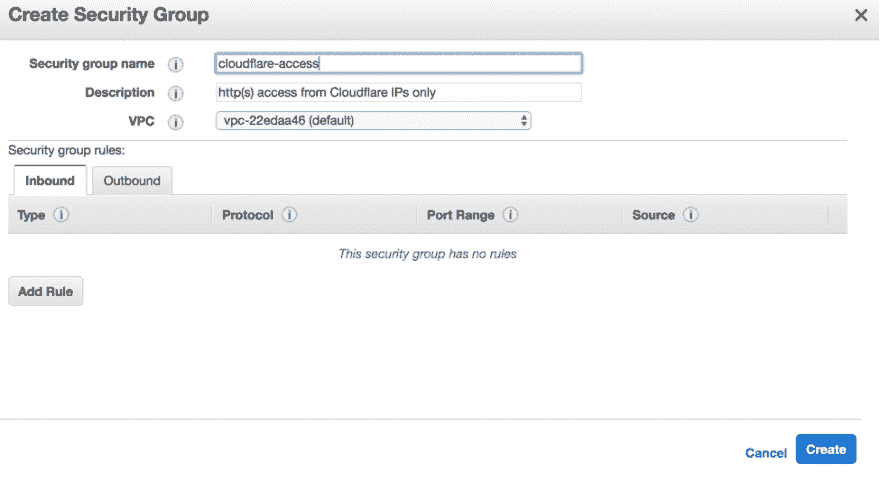 Create Security Group
Security group name
cloudflare-access
Description
http(s) access from Cloudflare IPs only
VPC
vpc-22edaa46 (default)
Security group rules:
Inbound Outbound
Type Protocol Port Range Source
This security group has no rules
Add Rule
Cancel Create